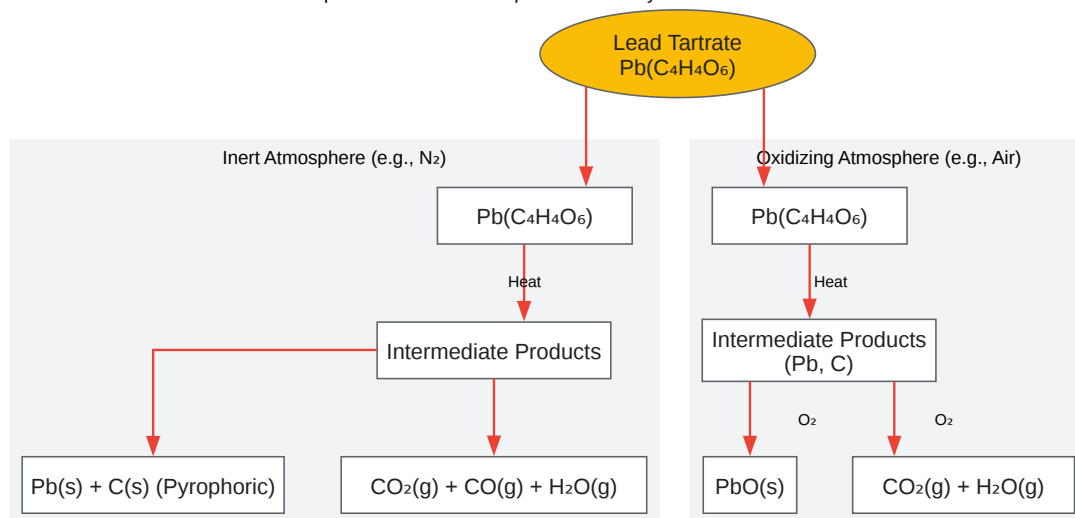 Lead Tartrate
Pb(C₄H₄O₆)
Inert Atmosphere (e.g., N₂)
Oxidizing Atmosphere (e.g., Air)
Pb(C₄H₄O₆)
Pb(C₄H₄O₆)
Heat
Heat
Intermediate Products
Intermediate Products
(Pb, C)
O₂
O₂
Pb(s) + C(s) (Pyrophoric)
CO₂(g) + CO(g) + H₂O(g)
PbO(s)
CO₂(g) + H₂O(g)